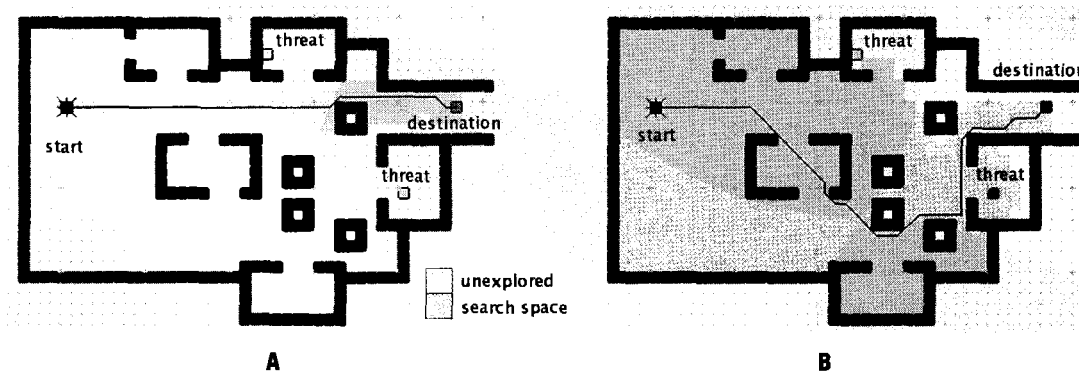 threat
start
destination
threat
unexplored
search space
A
threat
destination
start
threat
B